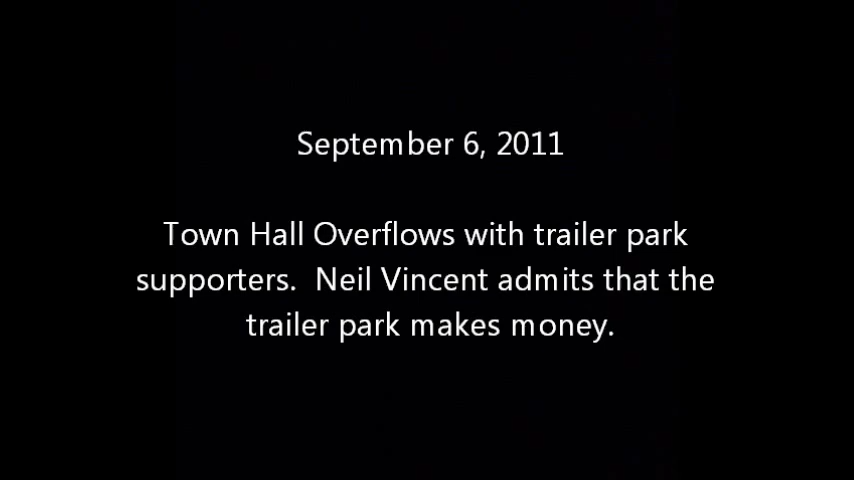 September 6, 2011
Town Hall Overflows with trailer park
supporters.  Neil Vincent admits that the
trailer park makes money.